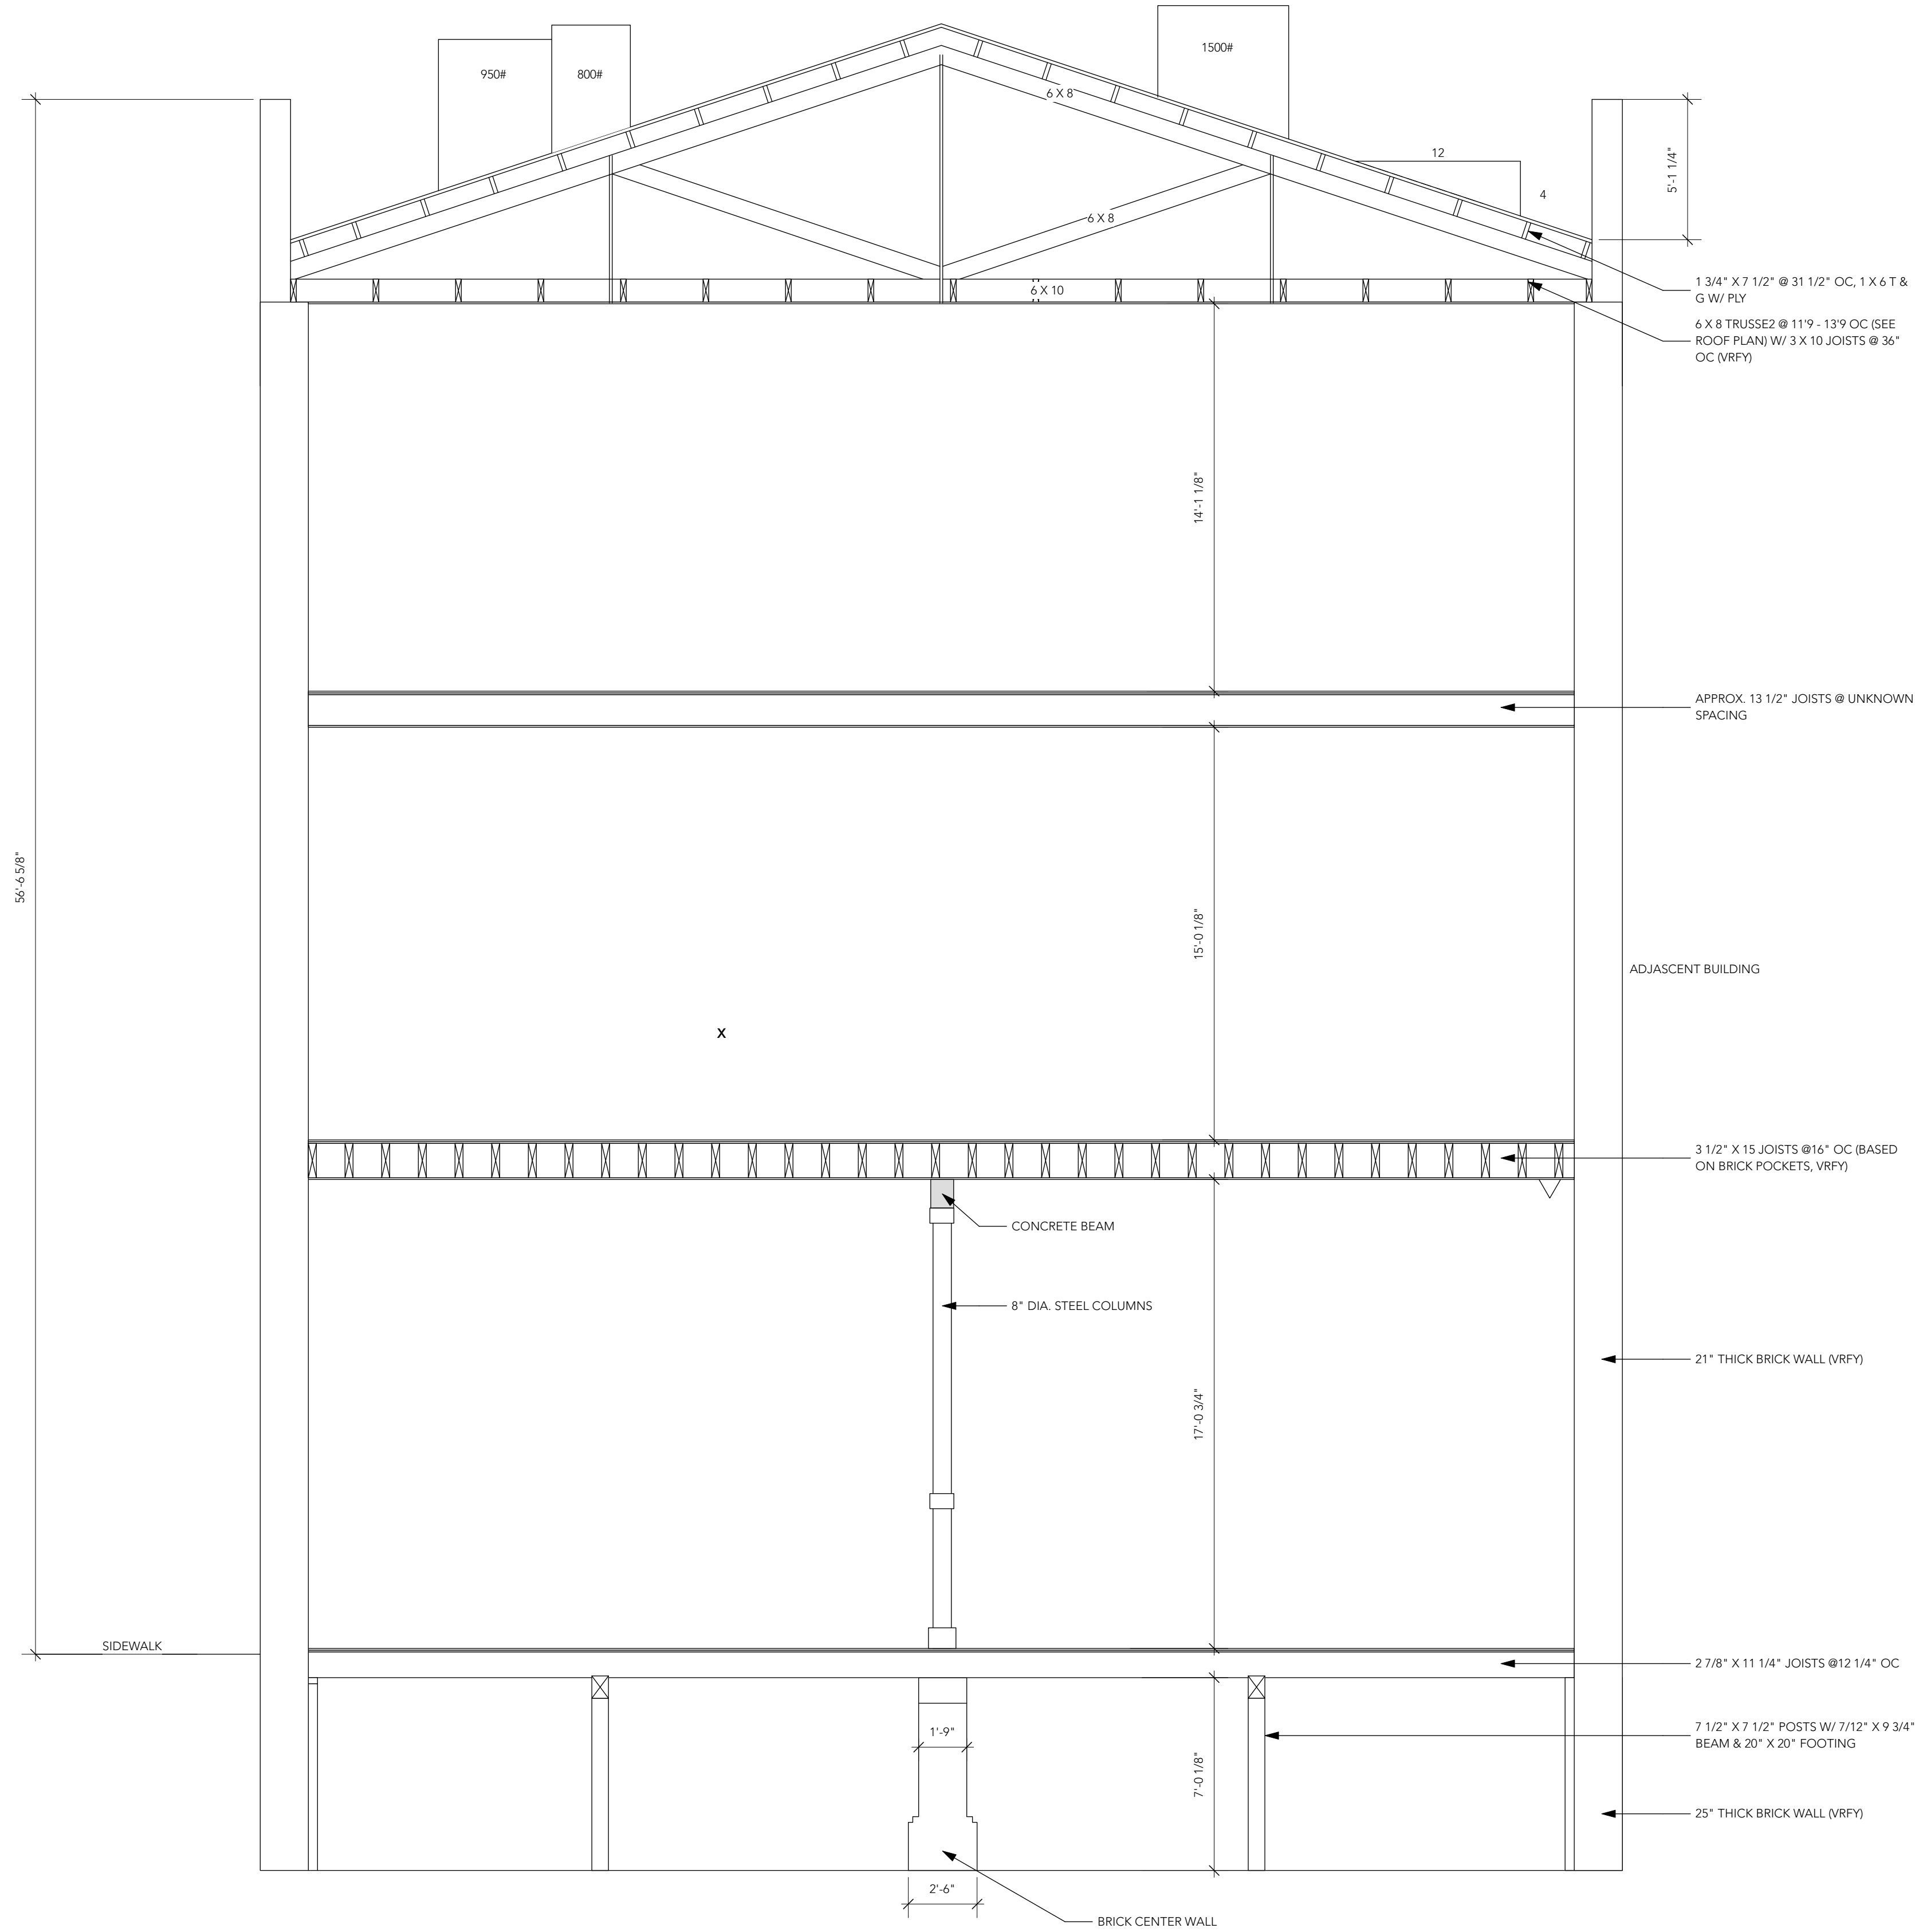 1500#
950#
800#
6 X 8
12
5'-1 1/4"
4
6 X 8
1 3/4" X 7 1/2" @ 31 1/2" OC, 1 X 6 T &
G W/ PLY
6 X 10
6 X 8 TRUSSE2 @ 11'9 - 13'9 OC (SEE
ROOF PLAN) W/ 3 X 10 JOISTS @ 36"
OC (VRFY)
14'-1 1/8"
APPROX. 13 1/2" JOISTS @ UNKNOWN
SPACING
56'-6 5/8"
15'-0 1/8"
ADJASCENT BUILDING
X
3 1/2" X 15 JOISTS @16" OC (BASED
ON BRICK POCKETS, VRFY)
CONCRETE BEAM
8" DIA. STEEL COLUMNS
21" THICK BRICK WALL (VRFY)
17'-0 3/4"
SIDEWALK
2 7/8" X 11 1/4" JOISTS @12 1/4" OC
7 1/2" X 7 1/2" POSTS W/ 7/12" X 9 3/4"
BEAM & 20" X 20" FOOTING
1'-9"
7'-0 1/8"
25" THICK BRICK WALL (VRFY)
2'-6"
BRICK CENTER WALL